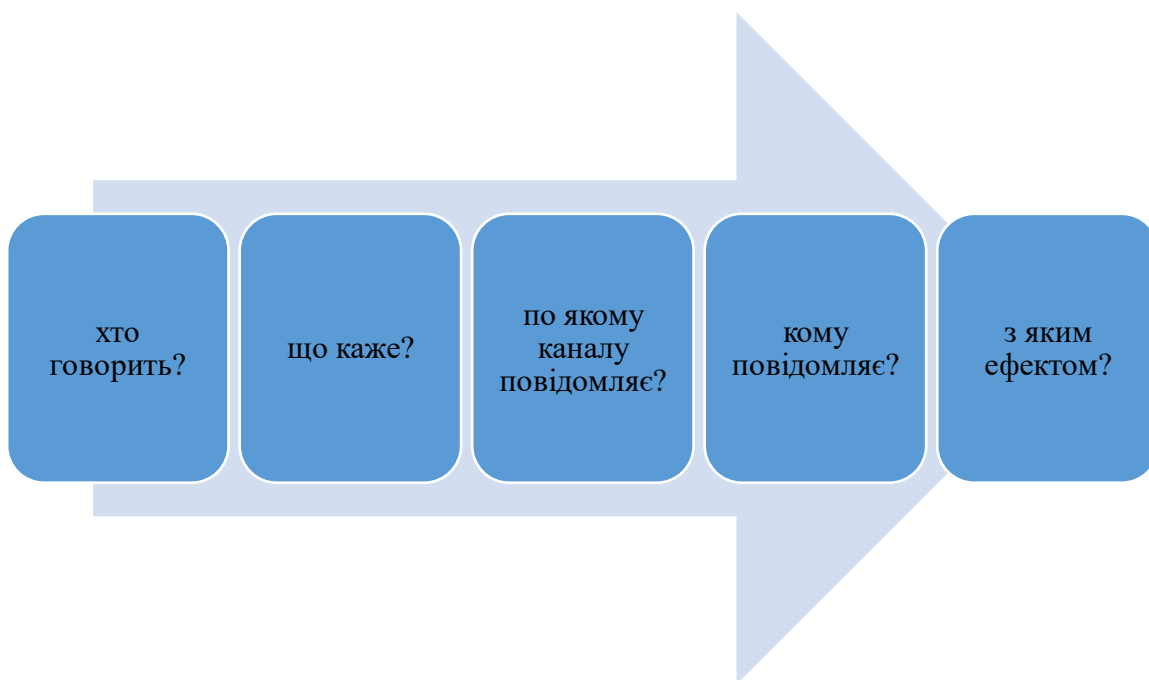 хто
говорить?
що каже?
по якому
каналу
повідомляє?
кому
повідомляє?
з яким
ефектом?